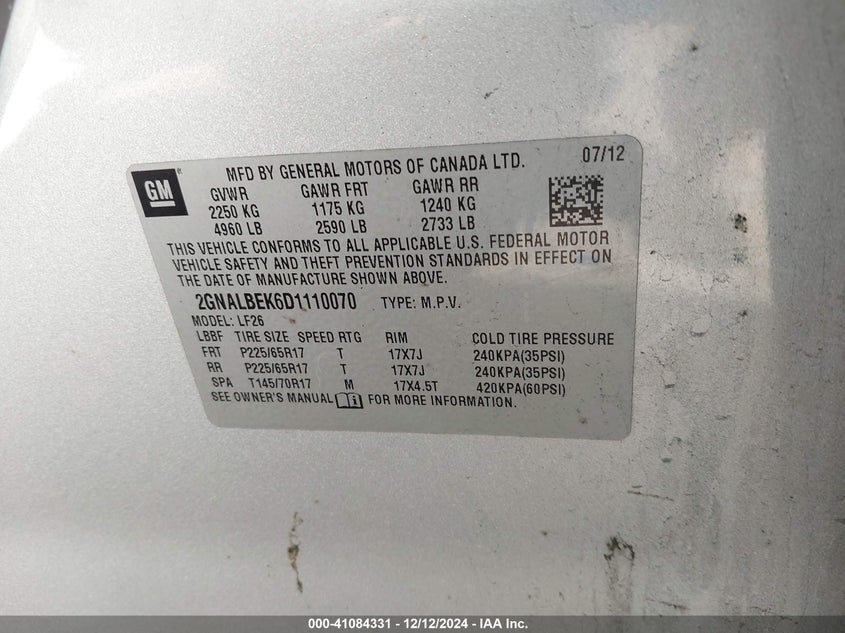 GM
MFD BY GENERAL MOTORS OF CANADA LTD. 07/12
GVWR GAWR FRT GAWR RR
2250 KG 1175 KG 1240 KG
4960 LB 2590 LB 2733 LB
THIS VEHICLE CONFORMS TO ALL APPLICABLE U.S. FEDERAL MOTOR
VEHICLE SAFETY AND THEFT PREVENTION STANDARDS IN EFFECT ON
THE DATE OF MANUFACTURE SHOWN ABOVE.
2GNALBEK6D1110070 TYPE: M.P.V.
MODEL: LF26
LBBF TIRE SIZE SPEED RTG RIM COLD TIRE PRESSURE
FRT P225/65R17 T 17X7J 240KPA(35PSI)
RR P225/65R17 T 17X7J 240KPA(35PSI)
SPA T145/70R17 M 17X4.5T 420KPA(60PSI)
SEE OWNER'S MANUAL i FOR MORE INFORMATION.
000-41084331 - 12/12/2024 - IAA Inc.